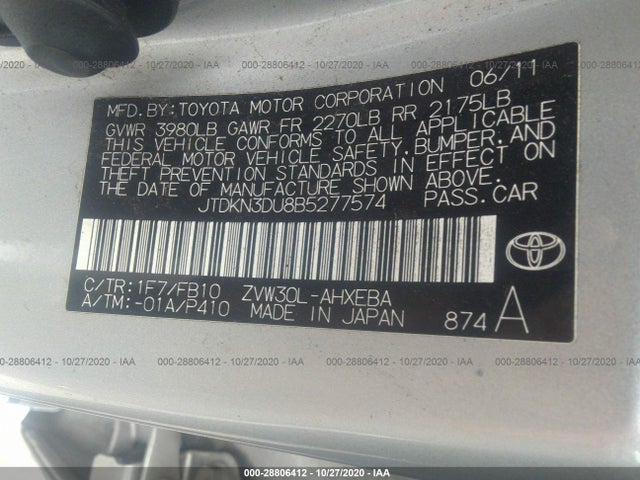 000-28806412 - 10/27/2020 - IAA
MFD. BY: TOYOTA MOTOR CORPORATION 06/11
GVWR 3980LB GAWR FR 2270LB RR 2175LB
THIS VEHICLE CONFORMS TO ALL APPLICABLE
FEDERAL MOTOR VEHICLE SAFETY, BUMPER, AND
THEFT PREVENTION STANDARDS IN EFFECT ON
THE DATE OF MANUFACTURE SHOWN ABOVE.
JTDKN3DU8B5277574 PASS. CAR
TOYOTA
C/TR: 1F7/FB10 ZVW30L-AHXEBA
A/TM: -01A/P410 MADE IN JAPAN 874 A
000-28806412 - 10/27/2020 - IAA
000-28806412 - 10/27/2020 - IAA